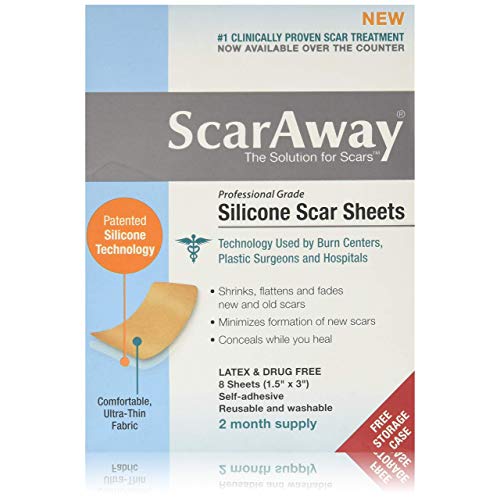 NEW
#1 CLINICALLY PROVEN SCAR TREATMENT
NOW AVAILABLE OVER THE COUNTER
ScarAway®
The Solution for Scars™
Professional Grade
Silicone Scar Sheets
Patented
Silicone
Technology
Technology Used by Burn Centers,
Plastic Surgeons and Hospitals
• Shrinks, flattens and fades
new and old scars
• Minimizes formation of new scars
• Conceals while you heal
Comfortable,
Ultra-Thin
Fabric
LATEX & DRUG FREE
8 Sheets (1.5" x 3")
Self-adhesive
Reusable and washable
2 month supply
FREE
STORAGE
CASE